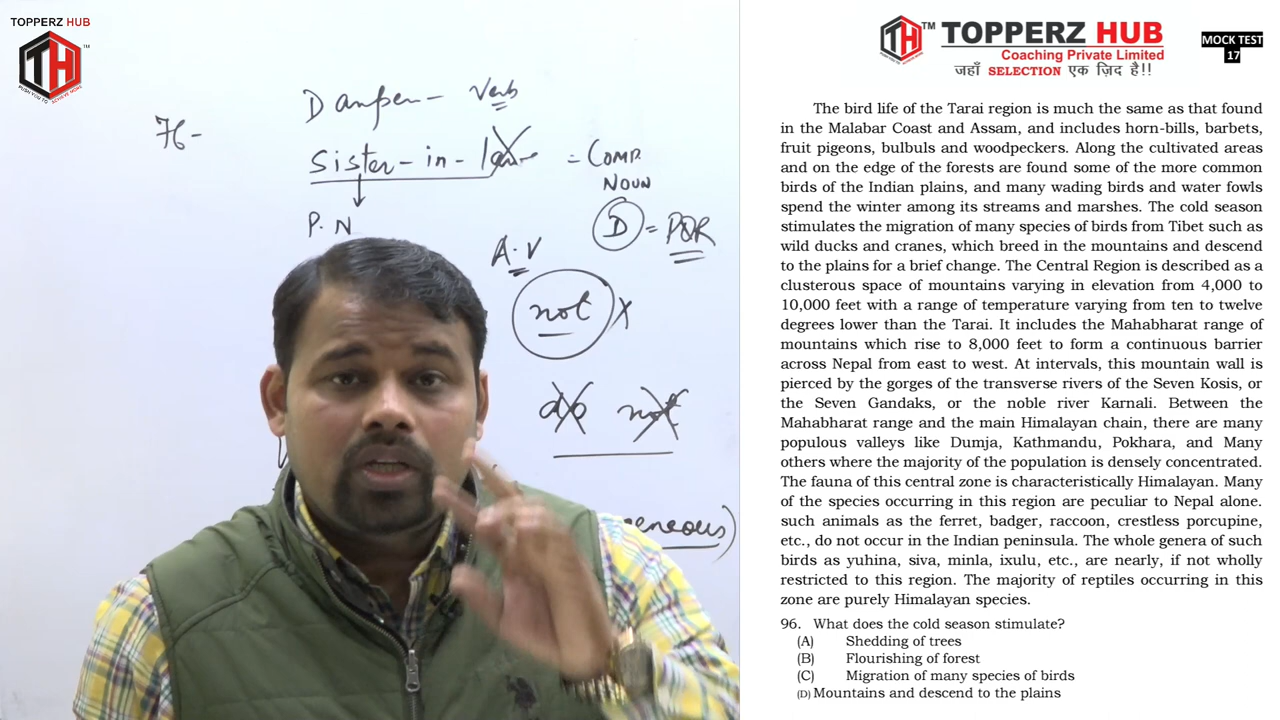 TOPPERZ HUB
TH
TM
PUSH YOU TO ACHIEVE MORE
76-
Dampen - Verb
Sister-in-law = Comp. Noun
P. N
D = PQR
A.V
not X
do not
geneous)
TH
TM
TOPPERZ HUB
Coaching Private Limited
जहाँ SELECTION एक ज़िद है!!
MOCK TEST
17
The bird life of the Tarai region is much the same as that found
in the Malabar Coast and Assam, and includes horn-bills, barbets,
fruit pigeons, bulbuls and woodpeckers. Along the cultivated areas
and on the edge of the forests are found some of the more common
birds of the Indian plains, and many wading birds and water fowls
spend the winter among its streams and marshes. The cold season
stimulates the migration of many species of birds from Tibet such as
wild ducks and cranes, which breed in the mountains and descend
to the plains for a brief change. The Central Region is described as a
clusterous space of mountains varying in elevation from 4,000 to
10,000 feet with a range of temperature varying from ten to twelve
degrees lower than the Tarai. It includes the Mahabharat range of
mountains which rise to 8,000 feet to form a continuous barrier
across Nepal from east to west. At intervals, this mountain wall is
pierced by the gorges of the transverse rivers of the Seven Kosis, or
the Seven Gandaks, or the noble river Karnali. Between the
Mahabharat range and the main Himalayan chain, there are many
populous valleys like Dumja, Kathmandu, Pokhara, and Many
others where the majority of the population is densely concentrated.
The fauna of this central zone is characteristically Himalayan. Many
of the species occurring in this region are peculiar to Nepal alone.
such animals as the ferret, badger, raccoon, crestless porcupine,
etc., do not occur in the Indian peninsula. The whole genera of such
birds as yuhina, siva, minla, ixulu, etc., are nearly, if not wholly
restricted to this region. The majority of reptiles occurring in this
zone are purely Himalayan species.
96. What does the cold season stimulate?
(A) Shedding of trees
(B) Flourishing of forest
(C) Migration of many species of birds
(D) Mountains and descend to the plains